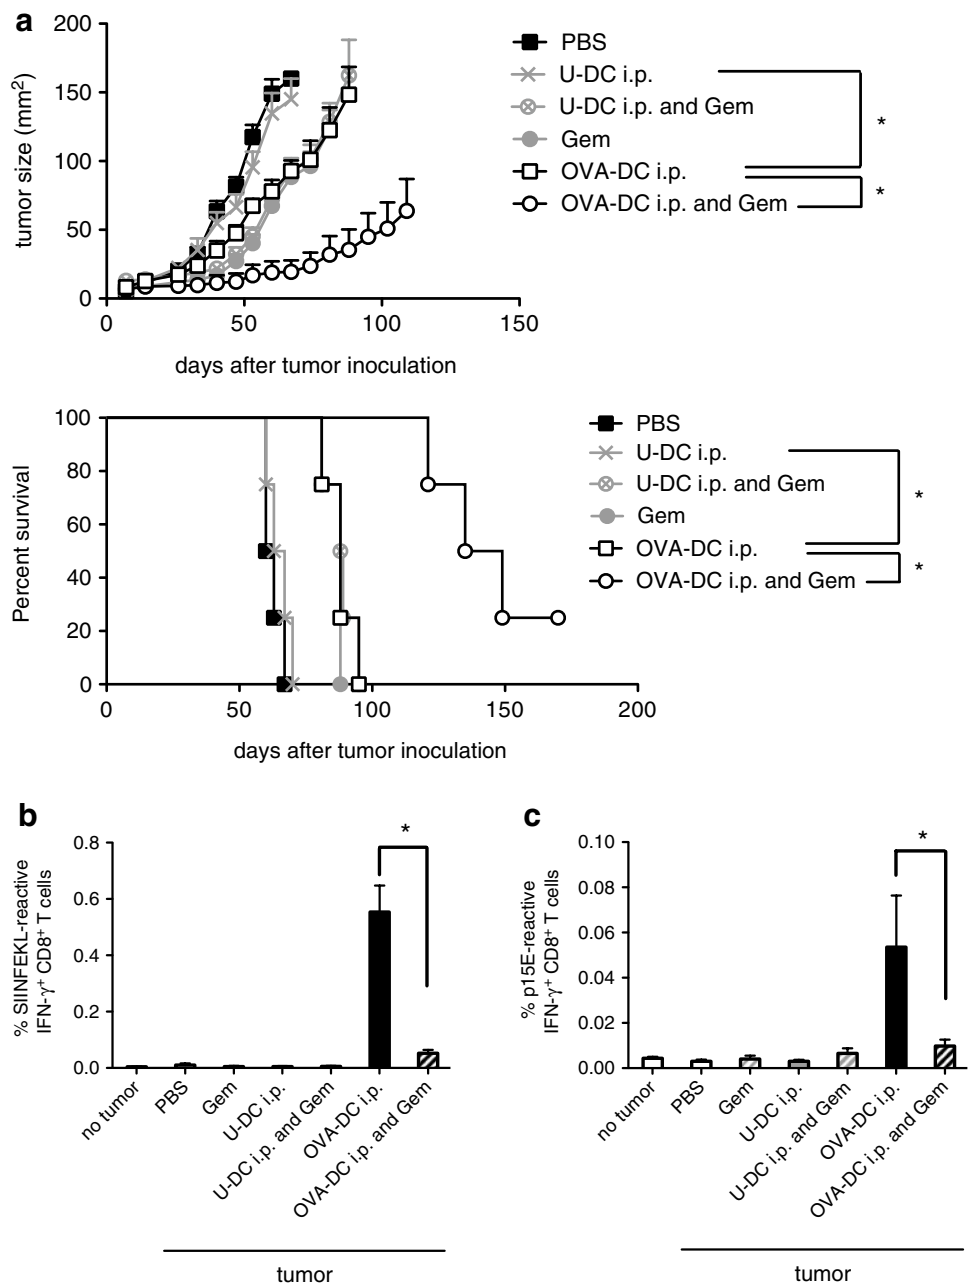 a
200
150
100
50
0
tumor size (mm²)
0 50 100 150
days after tumor inoculation
PBS
U-DC i.p.
U-DC i.p. and Gem
Gem
OVA-DC i.p.
OVA-DC i.p. and Gem
*
*
100
80
60
40
20
0
Percent survival
0 50 100 150 200
days after tumor inoculation
PBS
U-DC i.p.
U-DC i.p. and Gem
Gem
OVA-DC i.p.
OVA-DC i.p. and Gem
*
*
b
% SIINFEKL-reactive
IFN-γ⁺ CD8⁺ T cells
0.8
0.6
0.4
0.2
0.0
*
no tumor
PBS
Gem
U-DC i.p.
U-DC i.p. and Gem
OVA-DC i.p.
OVA-DC i.p. and Gem
tumor
c
% p15E-reactive
IFN-γ⁺ CD8⁺ T cells
0.10
0.08
0.06
0.04
0.02
0.00
*
no tumor
PBS
Gem
U-DC i.p.
U-DC i.p. and Gem
OVA-DC i.p.
OVA-DC i.p. and Gem
tumor